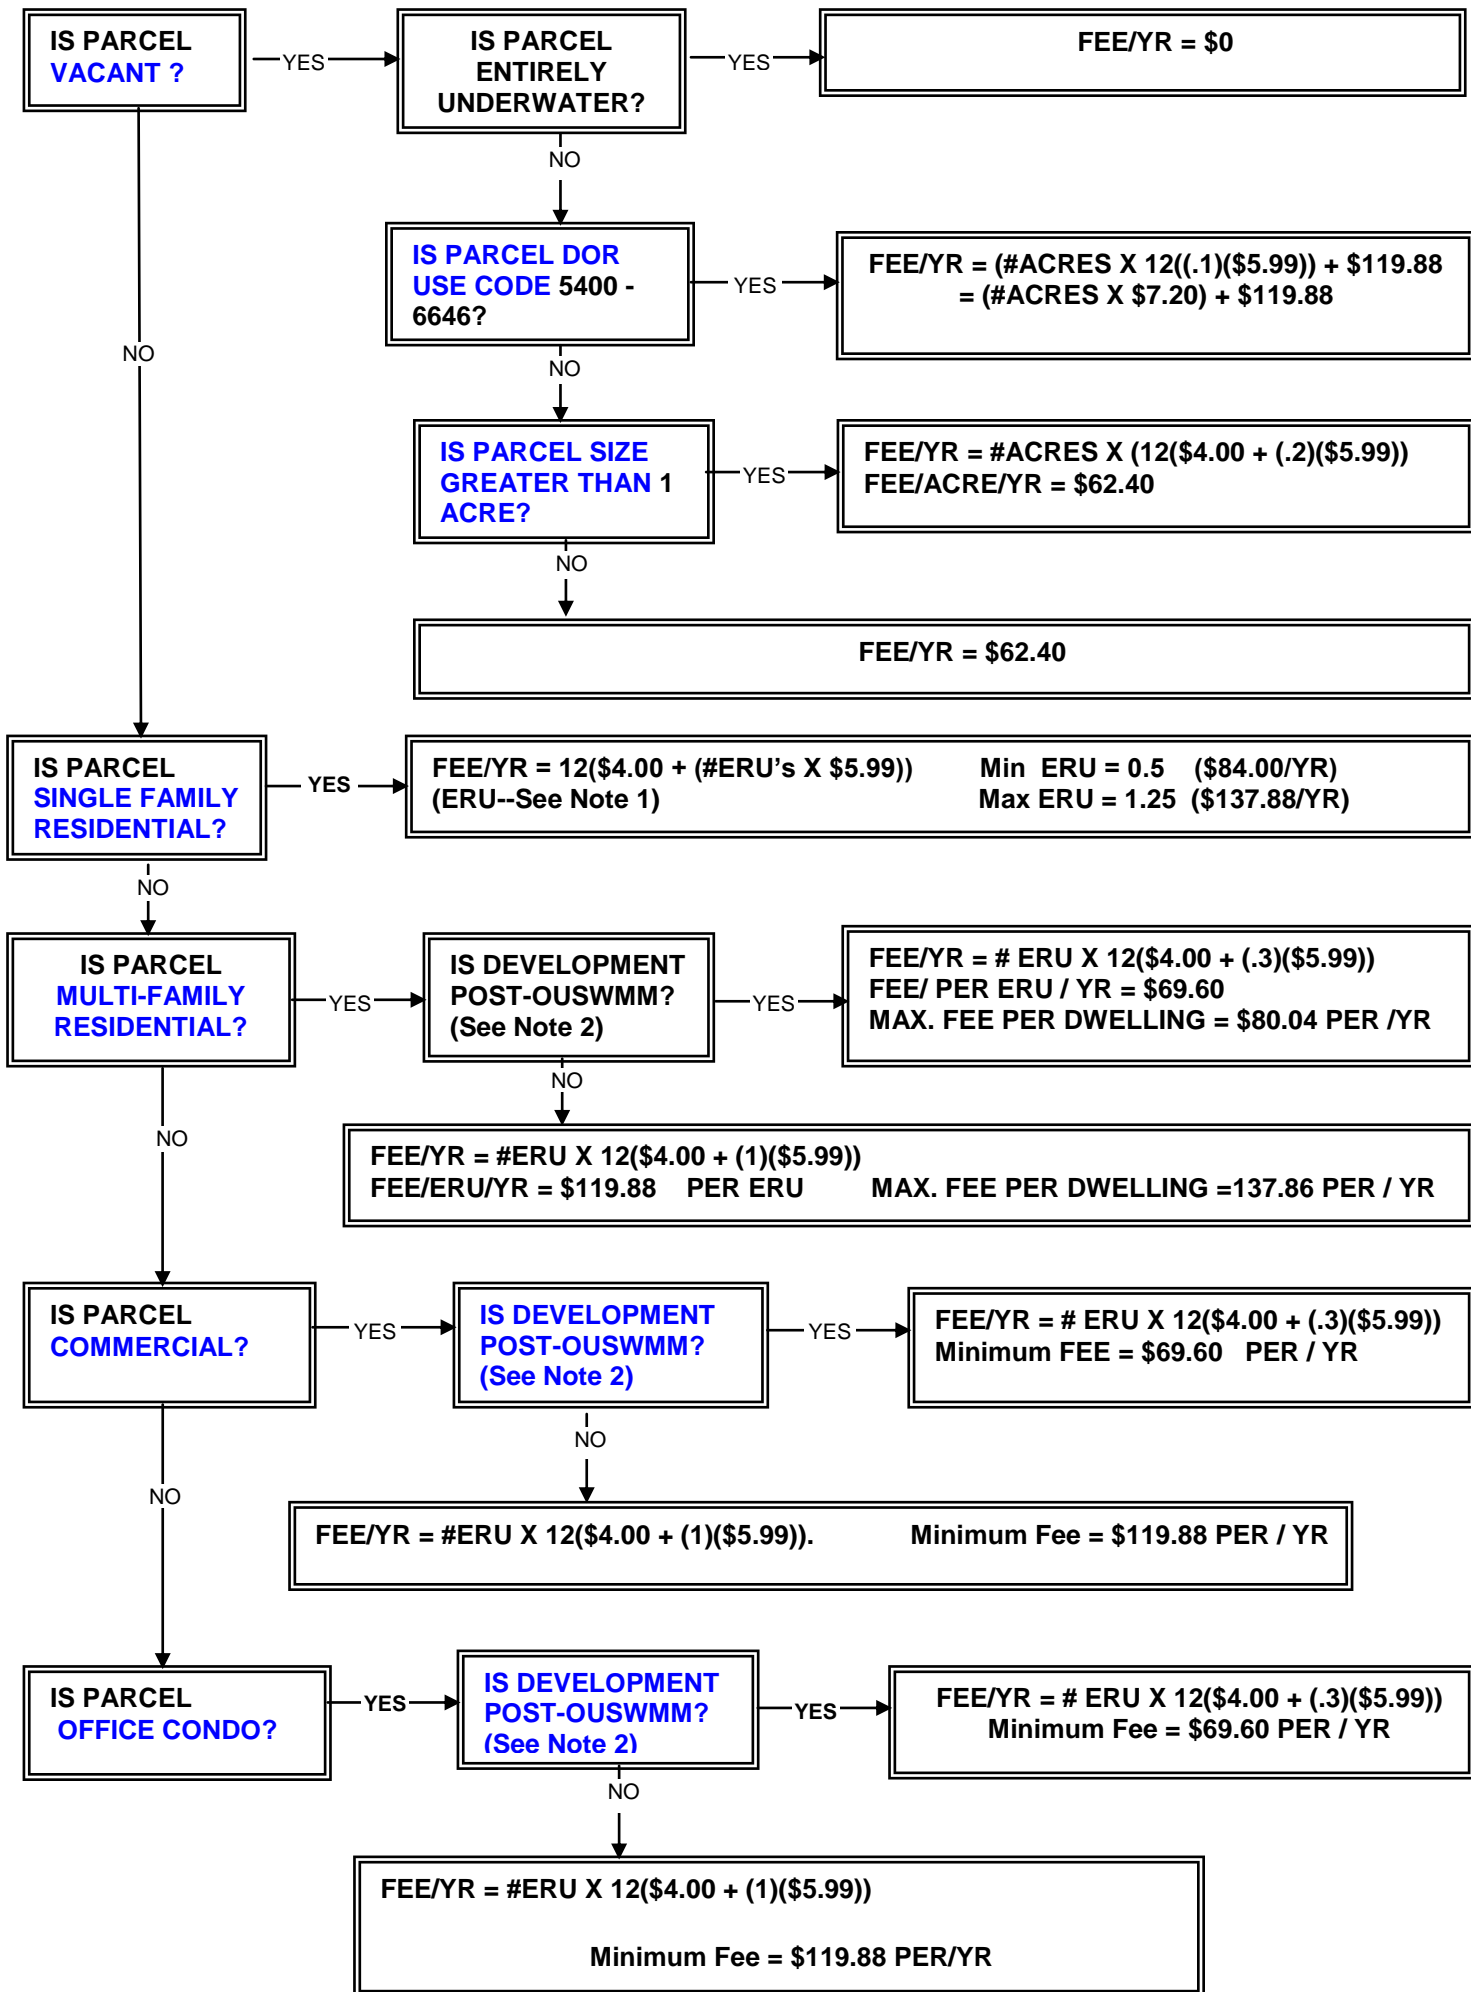 IS PARCEL
VACANT ?
YES
IS PARCEL
ENTIRELY
UNDERWATER?
YES
FEE/YR = $0
NO
IS PARCEL DOR
USE CODE 5400 -
6646?
YES
FEE/YR = (#ACRES X 12((.1)($5.99)) + $119.88
= (#ACRES X $7.20) + $119.88
NO
NO
IS PARCEL SIZE
GREATER THAN 1
ACRE?
YES
FEE/YR = #ACRES X (12($4.00 + (.2)($5.99))
FEE/ACRE/YR = $62.40
NO
FEE/YR = $62.40
IS PARCEL
SINGLE FAMILY
RESIDENTIAL?
YES
FEE/YR = 12($4.00 + (#ERU's X $5.99)) Min ERU = 0.5 ($84.00/YR)
(ERU--See Note 1) Max ERU = 1.25 ($137.88/YR)
NO
IS PARCEL
MULTI-FAMILY
RESIDENTIAL?
YES
IS DEVELOPMENT
POST-OUSWMM?
(See Note 2)
YES
FEE/YR = # ERU X 12($4.00 + (.3)($5.99))
FEE/ PER ERU / YR = $69.60
MAX. FEE PER DWELLING = $80.04 PER /YR
NO
NO
FEE/YR = #ERU X 12($4.00 + (1)($5.99))
FEE/ERU/YR = $119.88 PER ERU MAX. FEE PER DWELLING =137.86 PER / YR
IS PARCEL
COMMERCIAL?
YES
IS DEVELOPMENT
POST-OUSWMM?
(See Note 2)
YES
FEE/YR = # ERU X 12($4.00 + (.3)($5.99))
Minimum FEE = $69.60 PER / YR
NO
NO
FEE/YR = #ERU X 12($4.00 + (1)($5.99)). Minimum Fee = $119.88 PER / YR
IS PARCEL
OFFICE CONDO?
YES
IS DEVELOPMENT
POST-OUSWMM?
(See Note 2)
YES
FEE/YR = # ERU X 12($4.00 + (.3)($5.99))
Minimum Fee = $69.60 PER / YR
NO
FEE/YR = #ERU X 12($4.00 + (1)($5.99))
Minimum Fee = $119.88 PER/YR